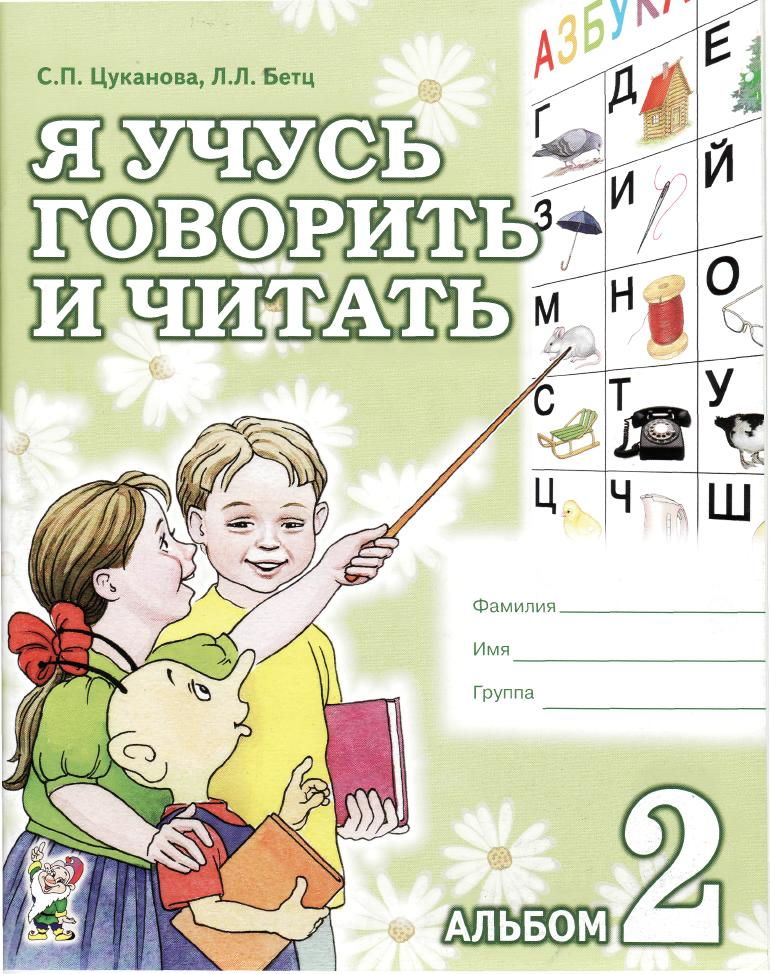 С.П. Цуканова, Л.Л. Бетц
Я УЧУСЬ
ГОВОРИТЬ
И ЧИТАТЬ
АЗБУКА
Г Д Е
З И Й
М Н О
С Т У
Ц Ч Ш
Фамилия
Имя
Группа
АЛЬБОМ 2